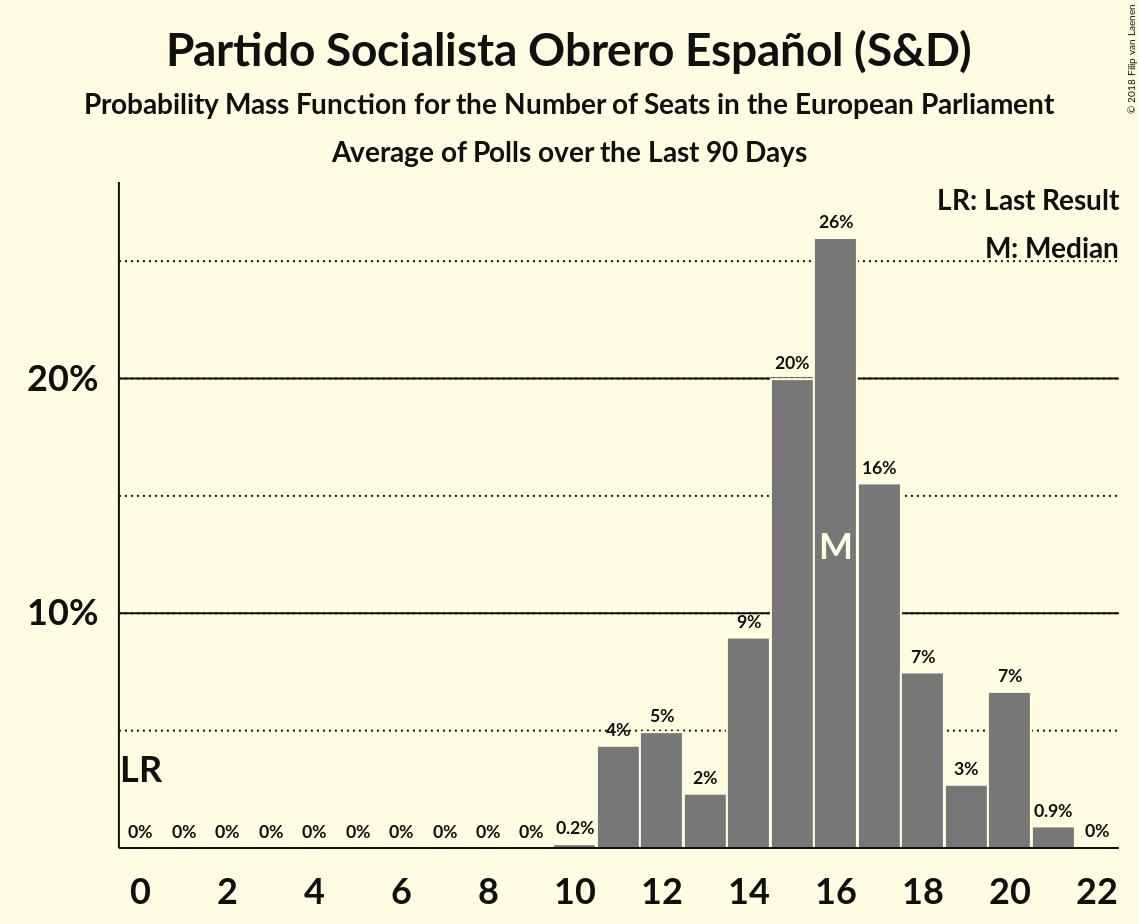 Partido Socialista Obrero Español (S&D)
Probability Mass Function for the Number of Seats in the European Parliament
Average of Polls over the Last 90 Days
© 2018 Filip van Laenen
LR: Last Result
M: Median
26%
20%
20%
16%
M
10%
9%
7%
7%
5%
4%
3%
2%
LR
0% 0% 0% 0% 0% 0% 0% 0% 0% 0% 0.2% 0.9% 0%
0 2 4 6 8 10 12 14 16 18 20 22